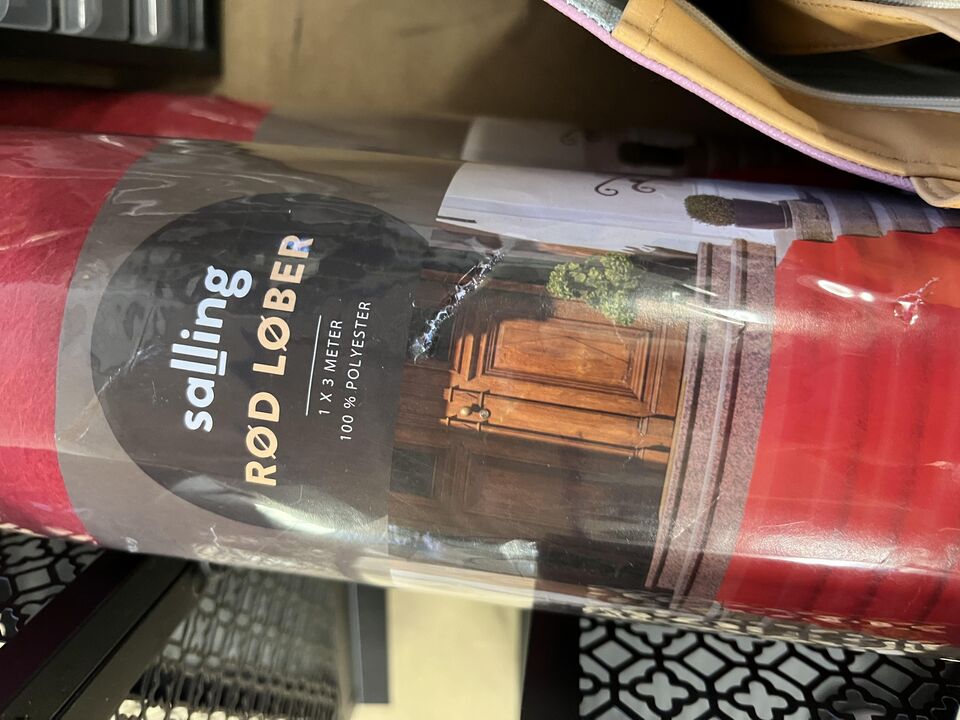 salling
RØD LØBER
1 X 3 METER
100 % POLYESTER